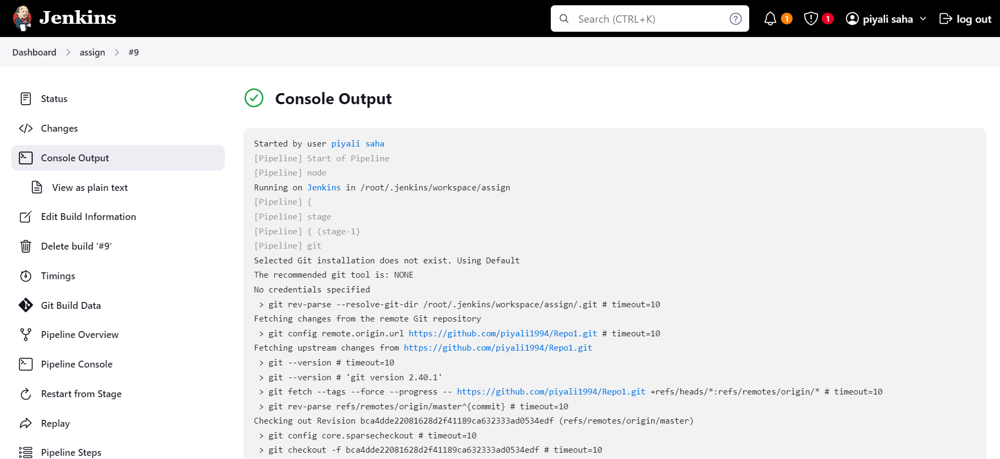 Jenkins
Search (CTRL+K)
?
1
1
piyali saha
log out
Dashboard > assign > #9
Status
Changes
Console Output
View as plain text
Edit Build Information
Delete build ‘#9’
Timings
Git Build Data
Pipeline Overview
Pipeline Console
Restart from Stage
Replay
Pipeline Steps
Console Output
Started by user piyali saha
[Pipeline] Start of Pipeline
[Pipeline] node
Running on Jenkins in /root/.jenkins/workspace/assign
[Pipeline] {
[Pipeline] stage
[Pipeline] { (stage-1)
[Pipeline] git
Selected Git installation does not exist. Using Default
The recommended git tool is: NONE
No credentials specified
> git rev-parse --resolve-git-dir /root/.jenkins/workspace/assign/.git # timeout=10
Fetching changes from the remote Git repository
> git config remote.origin.url https://github.com/piyali1994/Repo1.git # timeout=10
Fetching upstream changes from https://github.com/piyali1994/Repo1.git
> git --version # timeout=10
> git --version # 'git version 2.40.1'
> git fetch --tags --force --progress -- https://github.com/piyali1994/Repo1.git +refs/heads/*:refs/remotes/origin/* # timeout=10
> git rev-parse refs/remotes/origin/master^{commit} # timeout=10
Checking out Revision bca4dde22081628d2f41189ca632333ad0534edf (refs/remotes/origin/master)
> git config core.sparsecheckout # timeout=10
> git checkout -f bca4dde22081628d2f41189ca632333ad0534edf # timeout=10